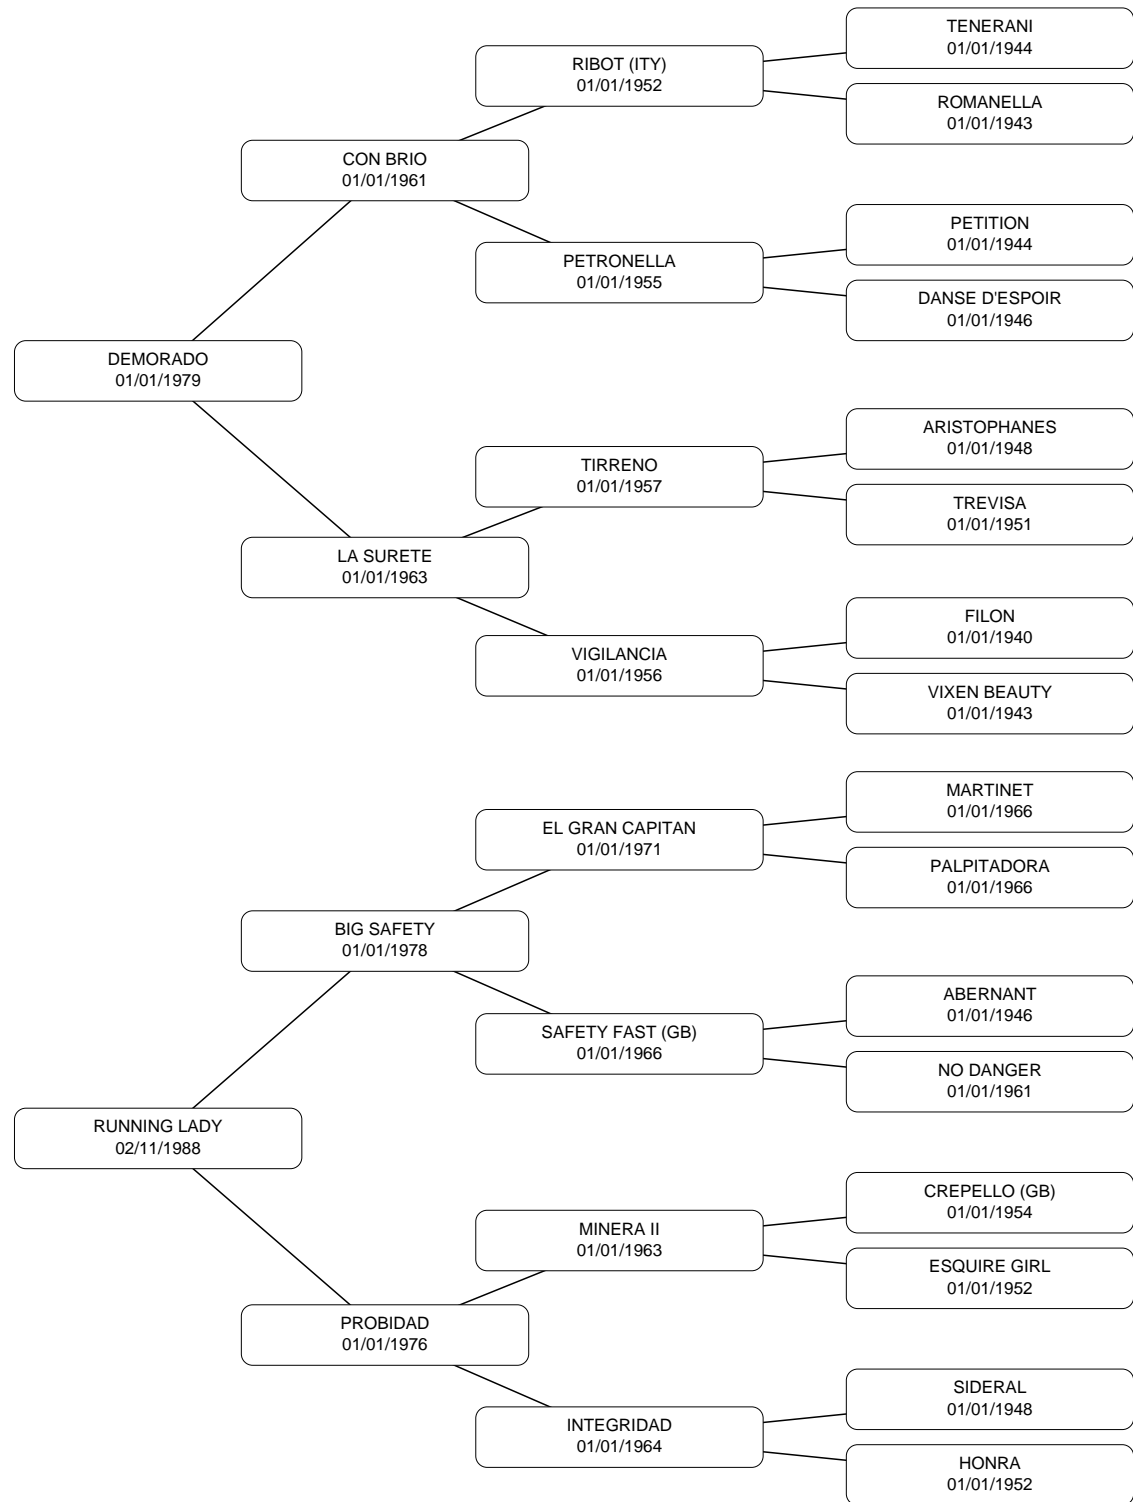 TENERANI
01/01/1944
RIBOT (ITY)
01/01/1952
ROMANELLA
01/01/1943
CON BRIO
01/01/1961
PETITION
01/01/1944
PETRONELLA
01/01/1955
DANSE D'ESPOIR
01/01/1946
DEMORADO
01/01/1979
ARISTOPHANES
01/01/1948
TIRRENO
01/01/1957
TREVISA
01/01/1951
LA SURETE
01/01/1963
FILON
01/01/1940
VIGILANCIA
01/01/1956
VIXEN BEAUTY
01/01/1943
MARTINET
01/01/1966
EL GRAN CAPITAN
01/01/1971
PALPITADORA
01/01/1966
BIG SAFETY
01/01/1978
ABERNANT
01/01/1946
SAFETY FAST (GB)
01/01/1966
NO DANGER
01/01/1961
RUNNING LADY
02/11/1988
CREPELLO (GB)
01/01/1954
MINERA II
01/01/1963
ESQUIRE GIRL
01/01/1952
PROBIDAD
01/01/1976
SIDERAL
01/01/1948
INTEGRIDAD
01/01/1964
HONRA
01/01/1952